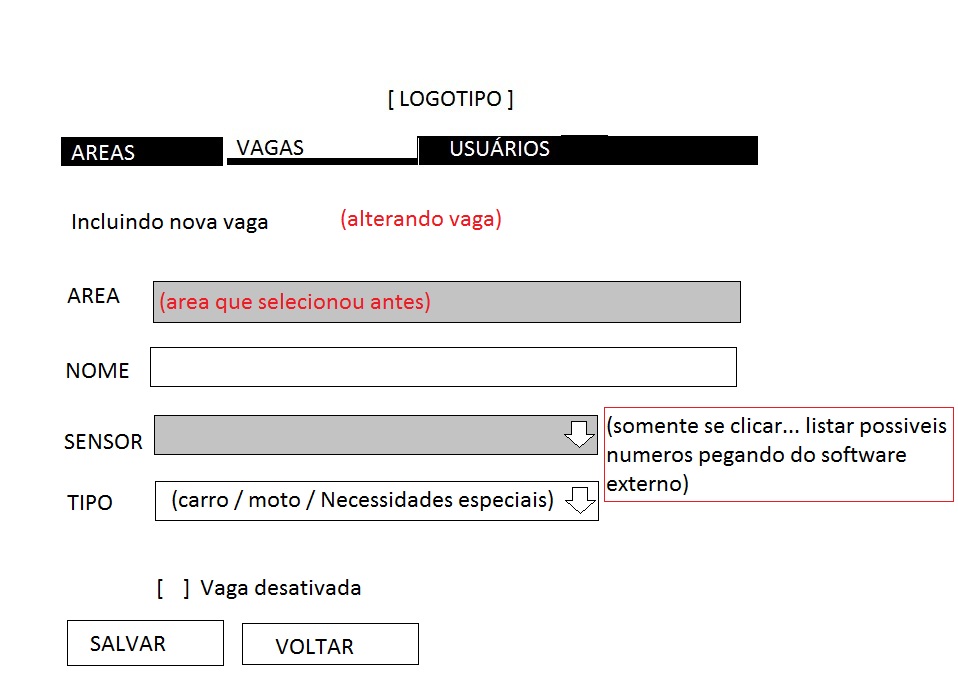 [ LOGOTIPO ]
AREAS VAGAS USUÁRIOS
Incluindo nova vaga (alterando vaga)
AREA (area que selecionou antes)
NOME
SENSOR (somente se clicar... listar possiveis
numeros pegando do software
externo)
TIPO (carro / moto / Necessidades especiais)
[ ] Vaga desativada
SALVAR VOLTAR